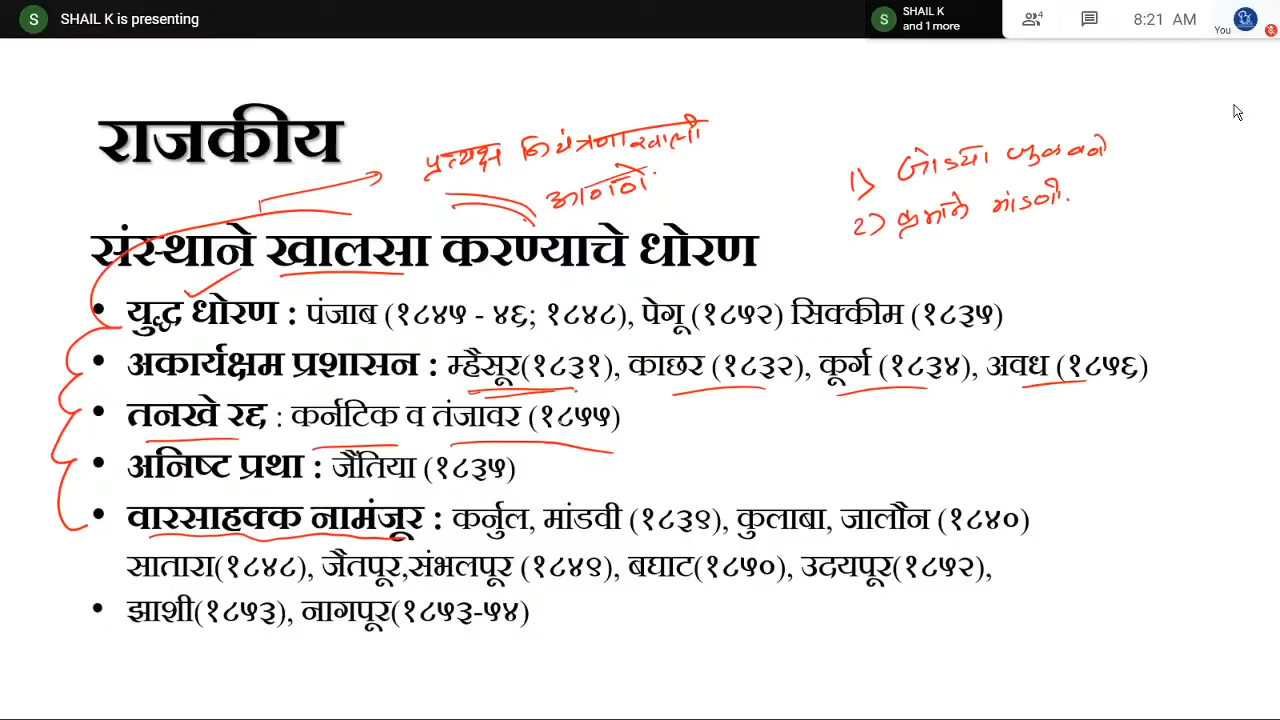 S SHAIL K is presenting
S SHAIL K
and 1 more
4
8:21 AM
You
राजकीय
प्रत्यक्ष नियंत्रणाखाली
आणणे.
1) जोड्या जुळवणे
२) क्रमाने मांडणी.
संस्थाने खालसा करण्याचे धोरण
• युद्ध धोरण : पंजाब (१८४५ - ४६; १८४८), पेगू (१८५२) सिक्कीम (१८३५)
• अकार्यक्षम प्रशासन : म्हैसूर(१८३१), काछर (१८३२), कूर्ग (१८३४), अवध (१८५६)
• तनखे रद्द : कर्नाटिक व तंजावर (१८५५)
• अनिष्ट प्रथा : जैंतिया (१८३५)
• वारसाहक्क नामंजूर : कर्नुल, मांडवी (१८३९), कुलाबा, जालौन (१८४०)
सातारा(१८४८), जैतपूर,संभलपूर (१८४९), बघाट(१८५०), उदयपूर(१८५२),
• झाशी(१८५३), नागपूर(१८५३-५४)